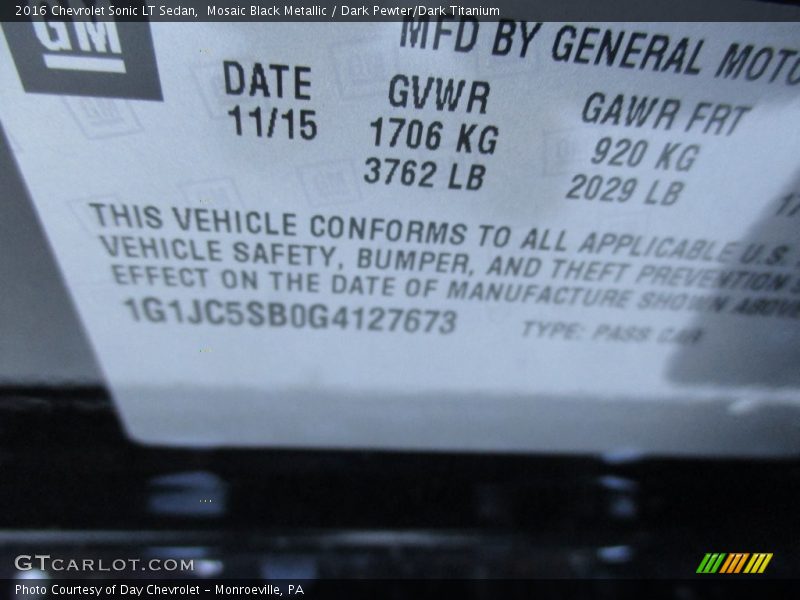 2016 Chevrolet Sonic LT Sedan, Mosaic Black Metallic / Dark Pewter/Dark Titanium
GM
MFD BY GENERAL MOTO
DATE GVWR GAWR FRT
11/15 1706 KG 920 KG
3762 LB 2029 LB 17
THIS VEHICLE CONFORMS TO ALL APPLICABLE U.S.
VEHICLE SAFETY, BUMPER, AND THEFT PREVENTION S
EFFECT ON THE DATE OF MANUFACTURE SHOWN ABOVE
1G1JC5SB0G4127673 TYPE: PASS CAR
GTCARLOT.COM
Photo Courtesy of Day Chevrolet - Monroeville, PA